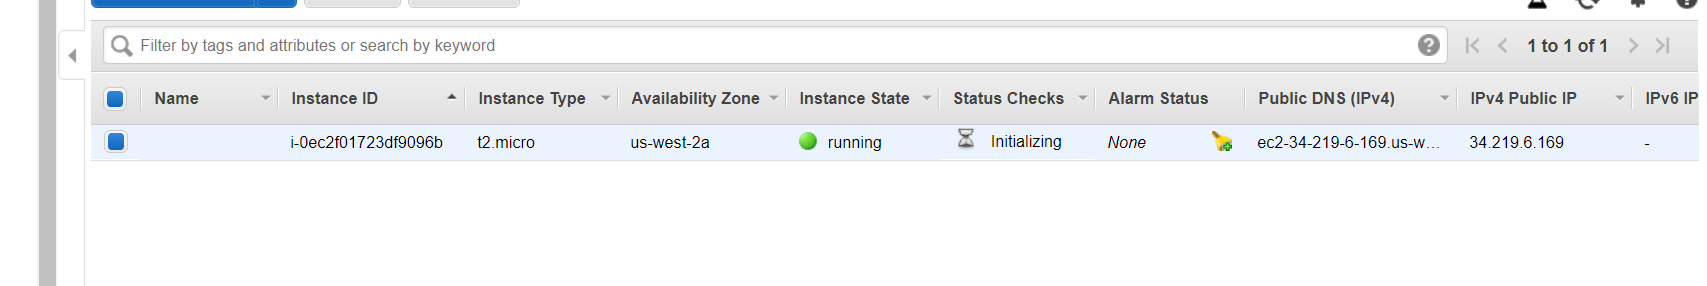 Filter by tags and attributes or search by keyword
1 to 1 of 1
Name Instance ID Instance Type Availability Zone Instance State Status Checks Alarm Status Public DNS (IPv4) IPv4 Public IP IPv6 IP
i-0ec2f01723df9096b t2.micro us-west-2a running Initializing None ec2-34-219-6-169.us-w... 34.219.6.169 -